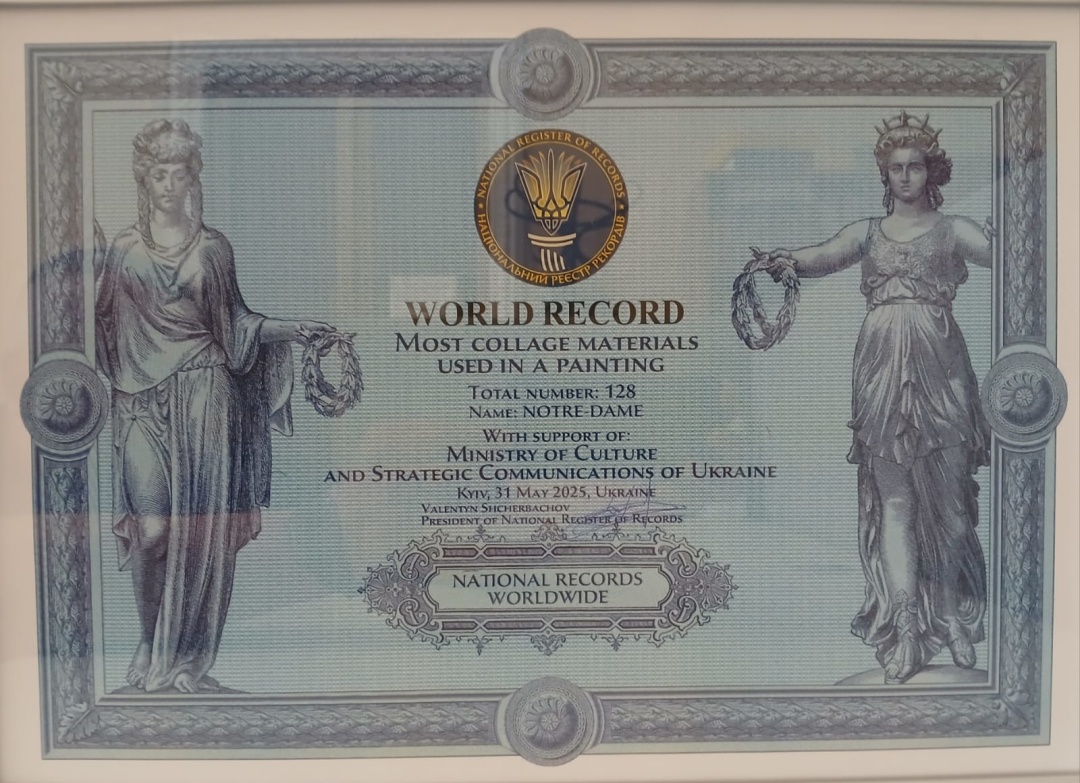 NATIONAL REGISTER OF RECORDS
НАЦІОНАЛЬНИЙ РЕЄСТР РЕКОРДІВ
WORLD RECORD
MOST COLLAGE MATERIALS
USED IN A PAINTING
TOTAL NUMBER: 128
NAME: NOTRE-DAME
WITH SUPPORT OF:
MINISTRY OF CULTURE
AND STRATEGIC COMMUNICATIONS OF UKRAINE
KYIV, 31 MAY 2025, UKRAINE
VALENTYN SHCHERBACHOV
PRESIDENT OF NATIONAL REGISTER OF RECORDS
NATIONAL RECORDS
WORLDWIDE